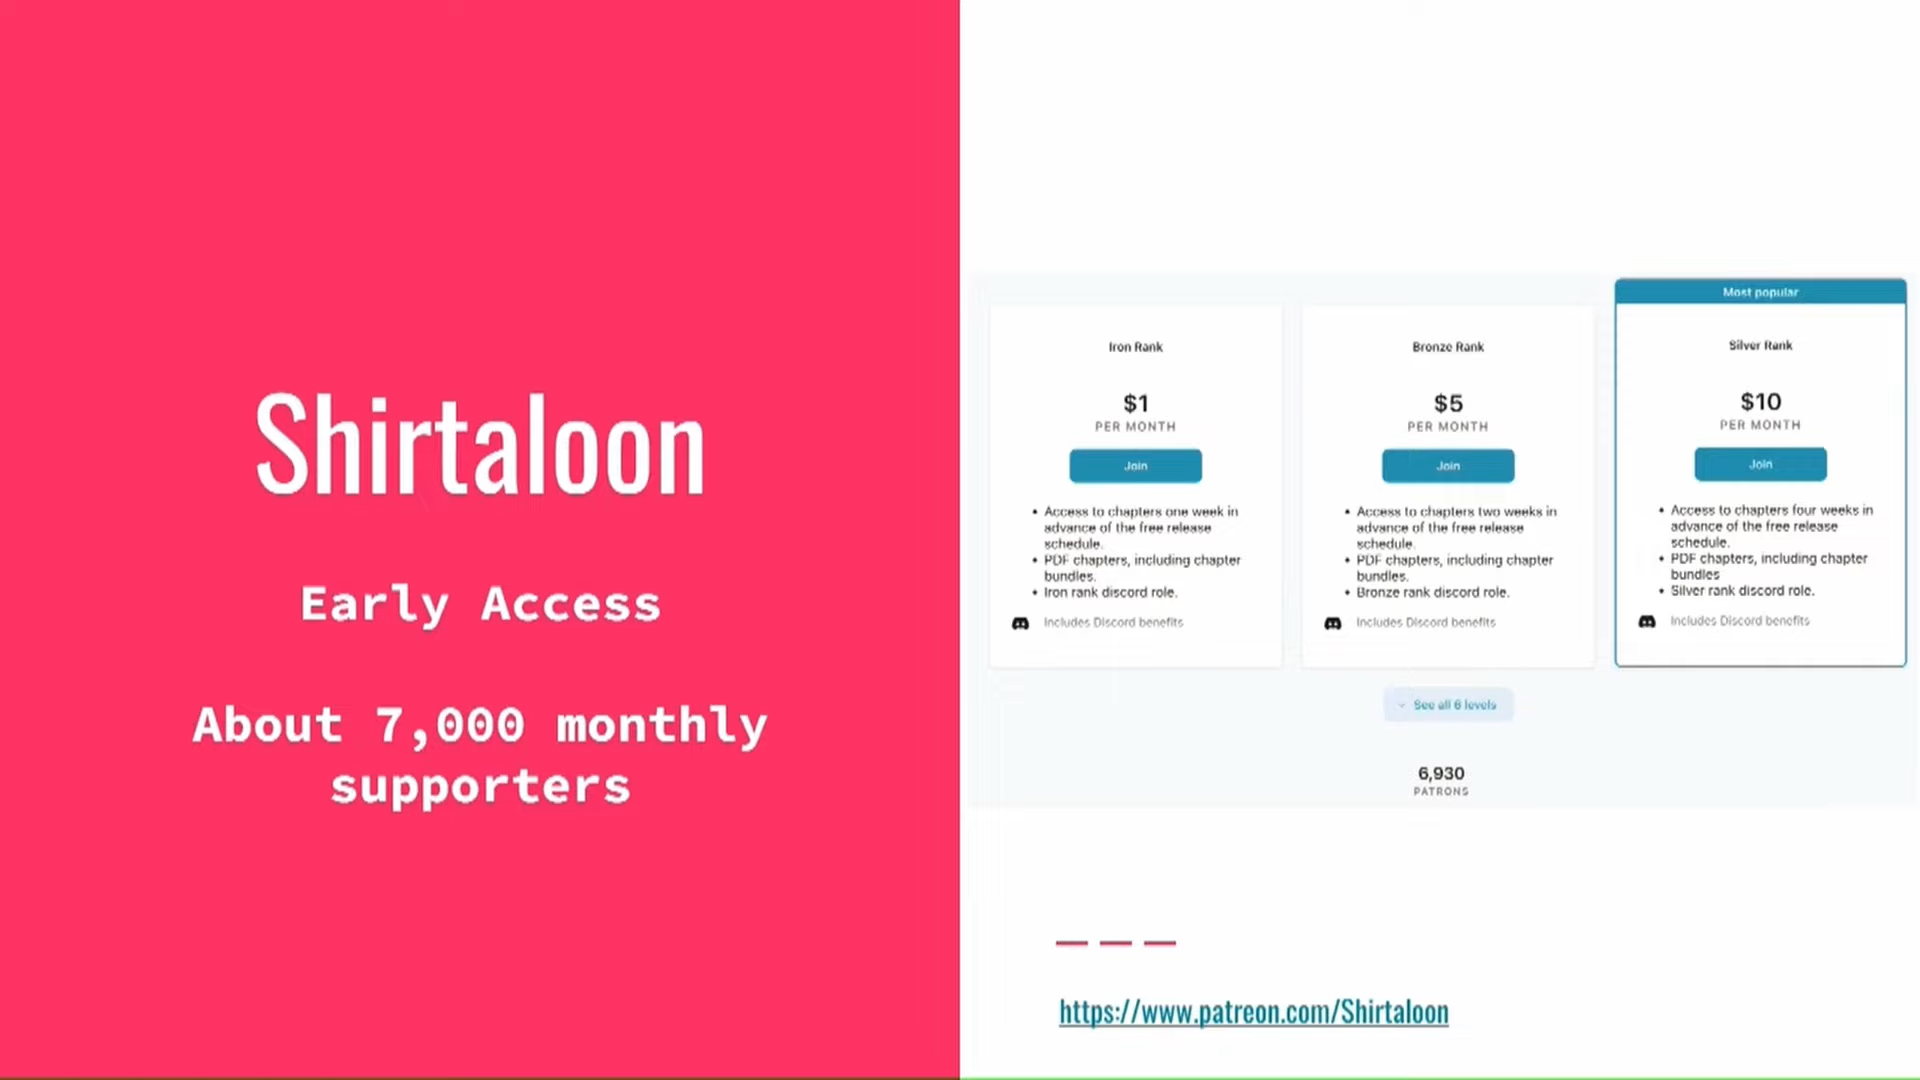 Shirtaloon
Early Access
About 7,000 monthly
supporters
Iron Rank
$1
PER MONTH
Join
• Access to chapters one week in
advance of the free release
schedule.
• PDF chapters, including chapter
bundles.
• Iron rank discord role.
Includes Discord benefits
Bronze Rank
$5
PER MONTH
Join
• Access to chapters two weeks in
advance of the free release
schedule.
• PDF chapters, including chapter
bundles.
• Bronze rank discord role.
Includes Discord benefits
Most popular
Silver Rank
$10
PER MONTH
Join
• Access to chapters four weeks in
advance of the free release
schedule.
• PDF chapters, including chapter
bundles
• Silver rank discord role.
Includes Discord benefits
See all 6 levels
6,930
PATRONS
https://www.patreon.com/Shirtaloon